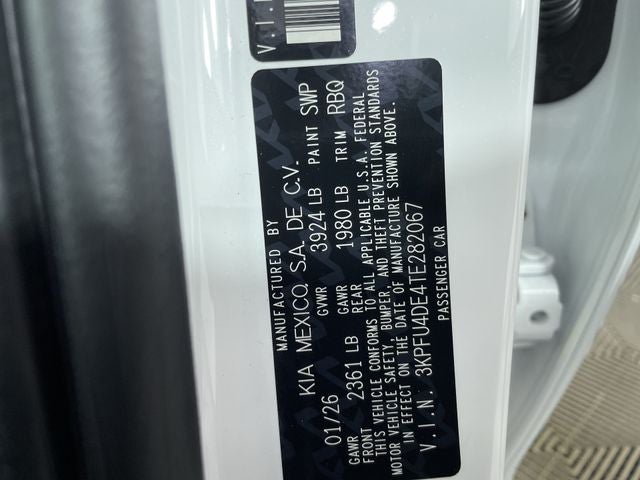 V.I.
MANUFACTURED BY
KIA MEXICO, S.A. DE C.V.
01/26 GVWR 3924 LB PAINT SWP
GAWR FRONT 2361 LB GAWR REAR 1980 LB TRIM RBQ
THIS VEHICLE CONFORMS TO ALL APPLICABLE U.S.A. FEDERAL
MOTOR VEHICLE SAFETY, BUMPER, AND THEFT PREVENTION STANDARDS
IN EFFECT ON THE DATE OF MANUFACTURE SHOWN ABOVE.
V.I.N: 3KPFU4DE4TE282067
PASSENGER CAR